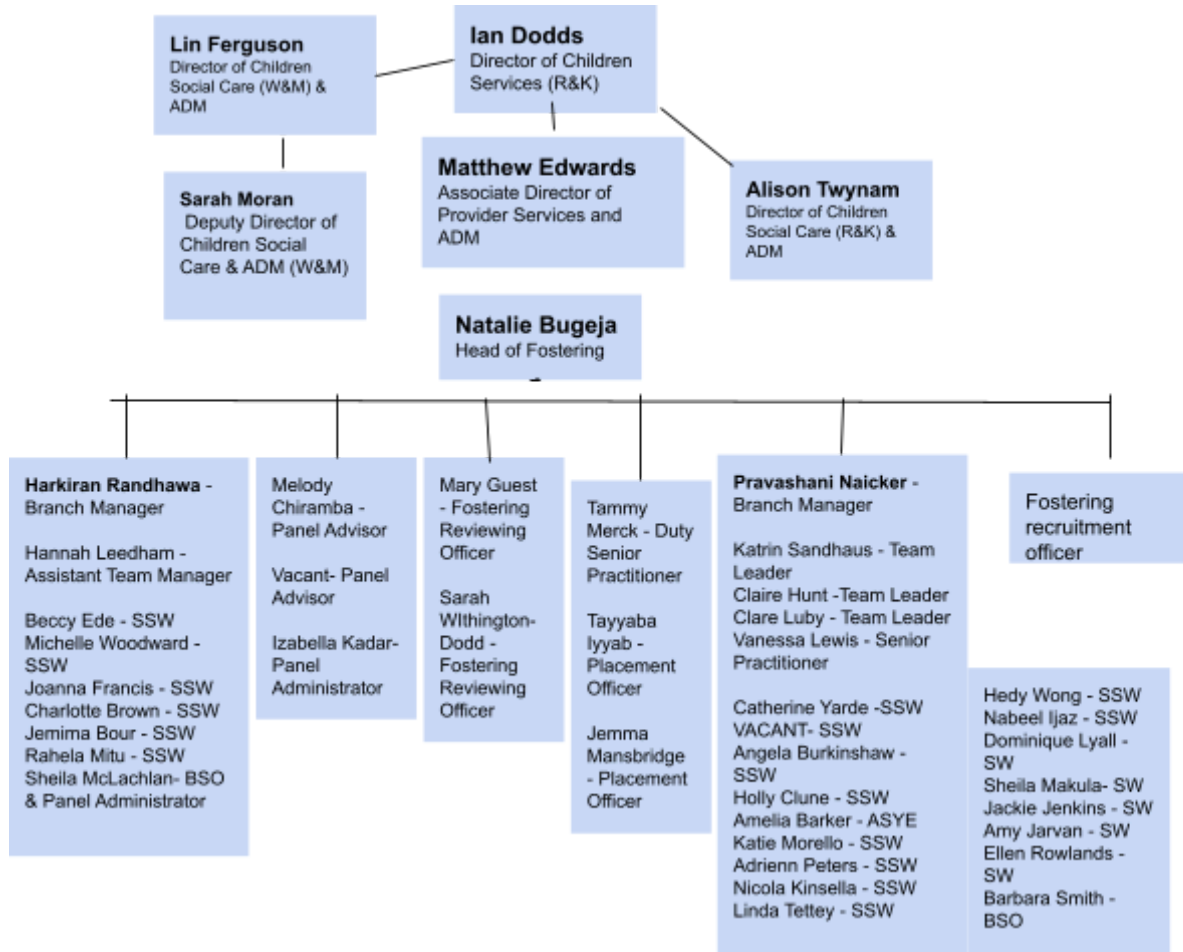 Lin Ferguson
Director of Children
Social Care (W&M) &
ADM
Ian Dodds
Director of Children
Services (R&K)
Sarah Moran
Deputy Director of
Children Social
Care & ADM (W&M)
Matthew Edwards
Associate Director of
Provider Services and
ADM
Alison Twynam
Director of Children
Social Care (R&K) &
ADM
Natalie Bugeja
Head of Fostering
Harkiran Randhawa -
Branch Manager
Hannah Leedham -
Assistant Team Manager
Beccy Ede - SSW
Michelle Woodward -
SSW
Joanna Francis - SSW
Charlotte Brown - SSW
Jemima Bour - SSW
Rahela Mitu - SSW
Sheila McLachlan- BSO
& Panel Administrator
Melody
Chiramba -
Panel Advisor
Vacant- Panel
Advisor
Izabella Kadar-
Panel
Administrator
Mary Guest
- Fostering
Reviewing
Officer
Sarah
WIthington-
Dodd -
Fostering
Reviewing
Officer
Tammy
Merck - Duty
Senior
Practitioner
Tayyaba
Iyyab -
Placement
Officer
Jemma
Mansbridge
- Placement
Officer
Pravashani Naicker -
Branch Manager
Katrin Sandhaus - Team
Leader
Claire Hunt -Team Leader
Clare Luby - Team Leader
Vanessa Lewis - Senior
Practitioner
Catherine Yarde -SSW
VACANT- SSW
Angela Burkinshaw -
SSW
Holly Clune - SSW
Amelia Barker - ASYE
Katie Morello - SSW
Adrienn Peters - SSW
Nicola Kinsella - SSW
Linda Tettey - SSW
Hedy Wong - SSW
Nabeel Ijaz - SSW
Dominique Lyall -
SW
Sheila Makula- SW
Jackie Jenkins - SW
Amy Jarvan - SW
Ellen Rowlands -
SW
Barbara Smith -
BSO
Fostering
recruitment
officer